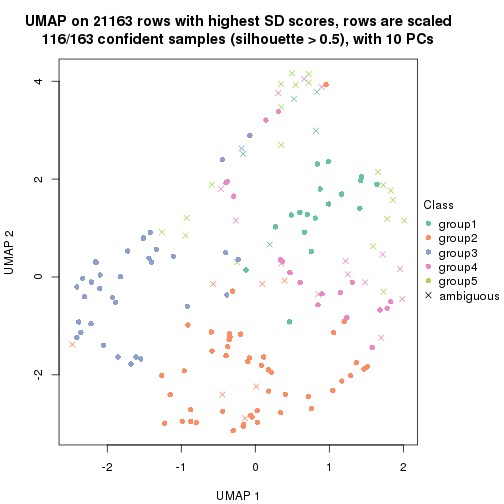 UMAP on 21163 rows with highest SD scores, rows are scaled
116/163 confident samples (silhouette > 0.5), with 10 PCs
4
2
0
-2
UMAP 2
-2
-1
0
1
2
UMAP 1
Class
group1
group2
group3
group4
group5
ambiguous